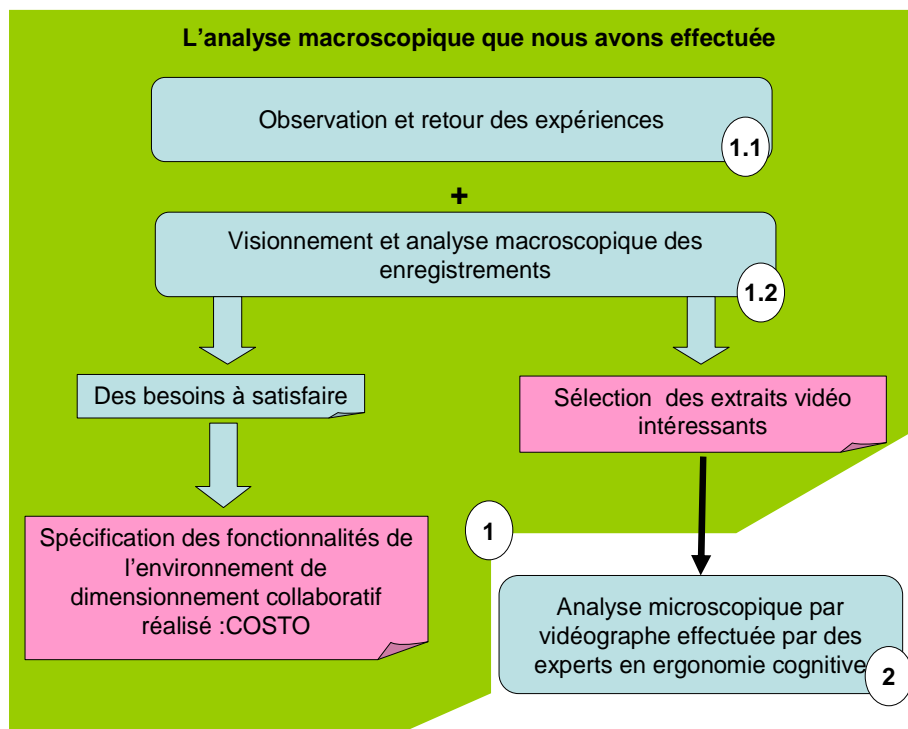 L'analyse macroscopique que nous avons effectuée
Observation et retour des expériences
1.1
+
Visionnement et analyse macroscopique des
enregistrements
1.2
Des besoins à satisfaire
Sélection des extraits vidéo
intéressants
Spécification des fonctionnalités de
l'environnement de
dimensionnement collaboratif
réalisé :COSTO
1
Analyse microscopique par
vidéographe effectuée par des
experts en ergonomie cognitive
2